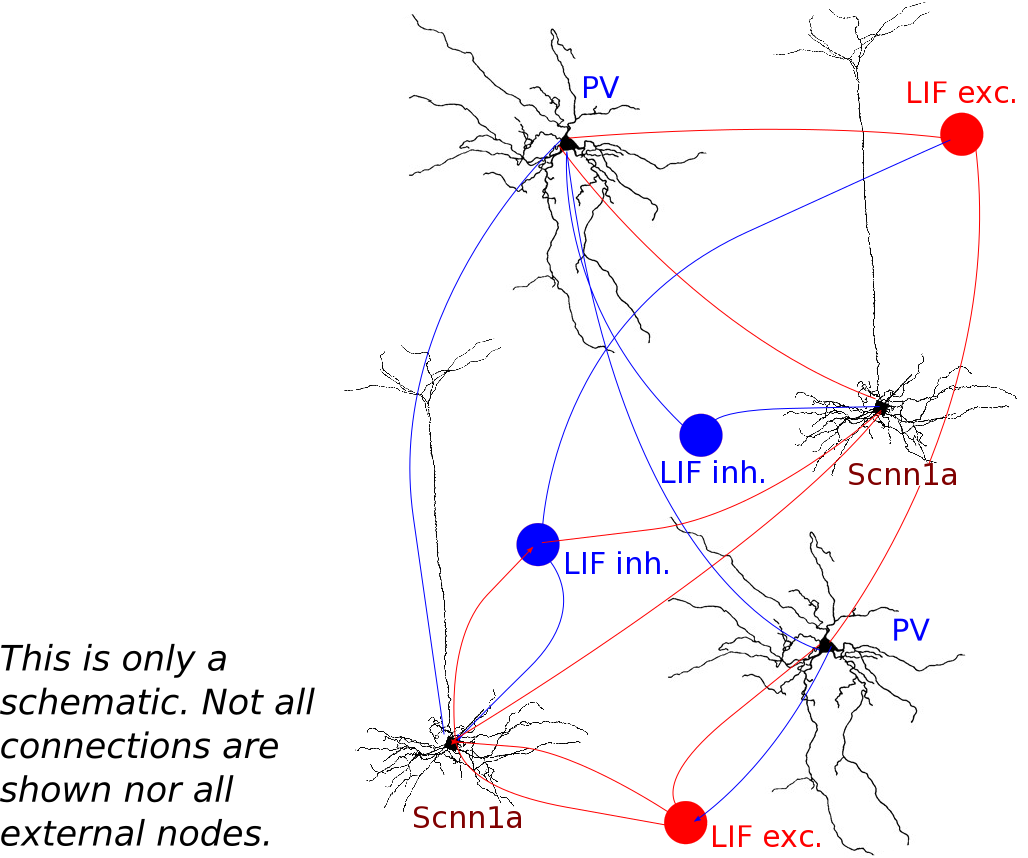 PV
LIF exc.
LIF inh.
Scnn1a
LIF inh.
PV
This is only a
schematic. Not all
connections are
shown nor all
external nodes.
Scnn1a
LIF exc.